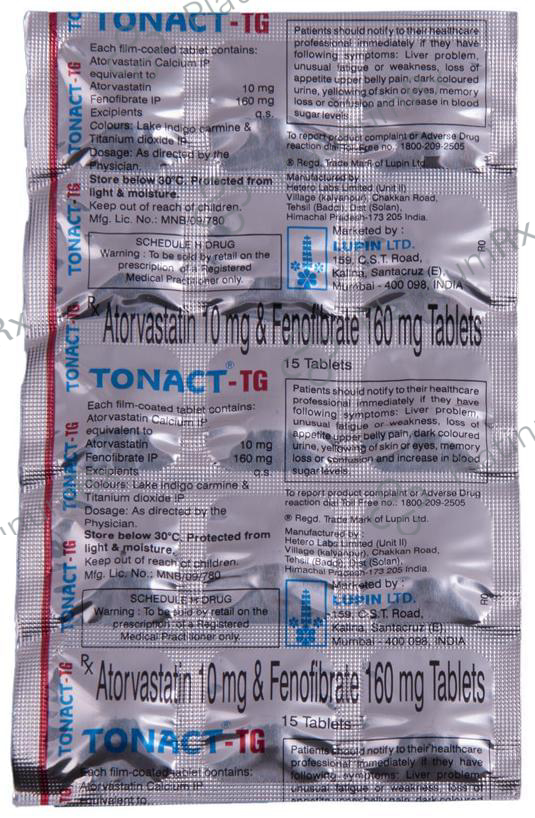 TONACT-TG
Each film-coated tablet contains:
Atorvastatin Calcium IP
equivalent to
Atorvastatin 10 mg
Fenofibrate IP 160 mg
Excipients q.s.
Colours: Lake Indigo carmine &
Titanium dioxide IP
Dosage: As directed by the
Physician.
Store below 30°C. Protected from
light & moisture.
Keep out of reach of children.
Mfg. Lic. No.: MNB/09/780
SCHEDULE H DRUG
Warning : To be sold by retail on the
prescription of a Registered
Medical Practitioner only.
Patients should notify to their healthcare
professional immediately if they have
following symptoms: Liver problem,
unusual fatigue or weakness, loss of
appetite upper belly pain, dark coloured
urine, yellowing of skin or eyes, memory
loss or confusion and increase in blood
sugar levels.
To report product complaint or Adverse Drug
reaction dial Toll Free no.: 1800-209-2505
® Regd. Trade Mark of Lupin Ltd.
Manufactured by
Hetero Labs Limited (Unit II)
Village (kalyanpur), Chakkan Road,
Tehsil (Baddi), Dist (Solan),
Himachal Pradesh-173 205 India.
Marketed by :
LUPIN LTD.
159, C.S.T. Road,
Kalina, Santacruz (E),
Mumbai - 400 098, INDIA
R0
Rx Atorvastatin 10 mg & Fenofibrate 160 mg Tablets
TONACT®-TG
15 Tablets
Each film-coated tablet contains:
Atorvastatin Calcium IP
equivalent to
Atorvastatin 10 mg
Fenofibrate IP 160 mg
Excipients q.s
Colours: Lake Indigo carmine &
Titanium dioxide IP
Dosage: As directed by the
Physician.
Store below 30°C. Protected from
light & moisture.
Keep out of reach of children.
Mfg. Lic. No.: MNB/09/780
SCHEDULE H DRUG
Warning : To be sold by retail on the
prescription of a Registered
Medical Practitioner only.
Patients should notify to their healthcare
professional immediately if they have
following symptoms: Liver problem,
unusual fatigue or weakness, loss of
appetite upper belly pain, dark coloured
urine, yellowing of skin or eyes, memory
loss or confusion and increase in blood
sugar levels.
To report product complaint or Adverse Drug
reaction dial Toll Free no.: 1800-209-2505
® Regd. Trade Mark of Lupin Ltd.
Manufactured by :
Hetero Labs Limited (Unit II)
Village (kalyanpur), Chakkan Road,
Tehsil (Baddi), Dist (Solan),
Himachal Pradesh-173 205 India.
Marketed by :
LUPIN LTD.
159, C.S.T. Road,
Kalina, Santacruz (E)
Mumbai - 400 098, INDIA
R0
Rx Atorvastatin 10 mg & Fenofibrate 160 mg Tablets
TONACT®-TG
15 Tablets
Each film-coated tablet contains:
Atorvastatin Calcium IP
equivalent to
Patients should notify to their healthcare
professional immediately if they have
following symptoms: Liver problem,
unusual fatigue or weakness, loss of
appetite upper belly pain, dark coloured
TONACT-TG
TONACT-TG
TONACT-TG
TONACT-TG
TONACT-TG
TONACT-TG
TONACT-TG